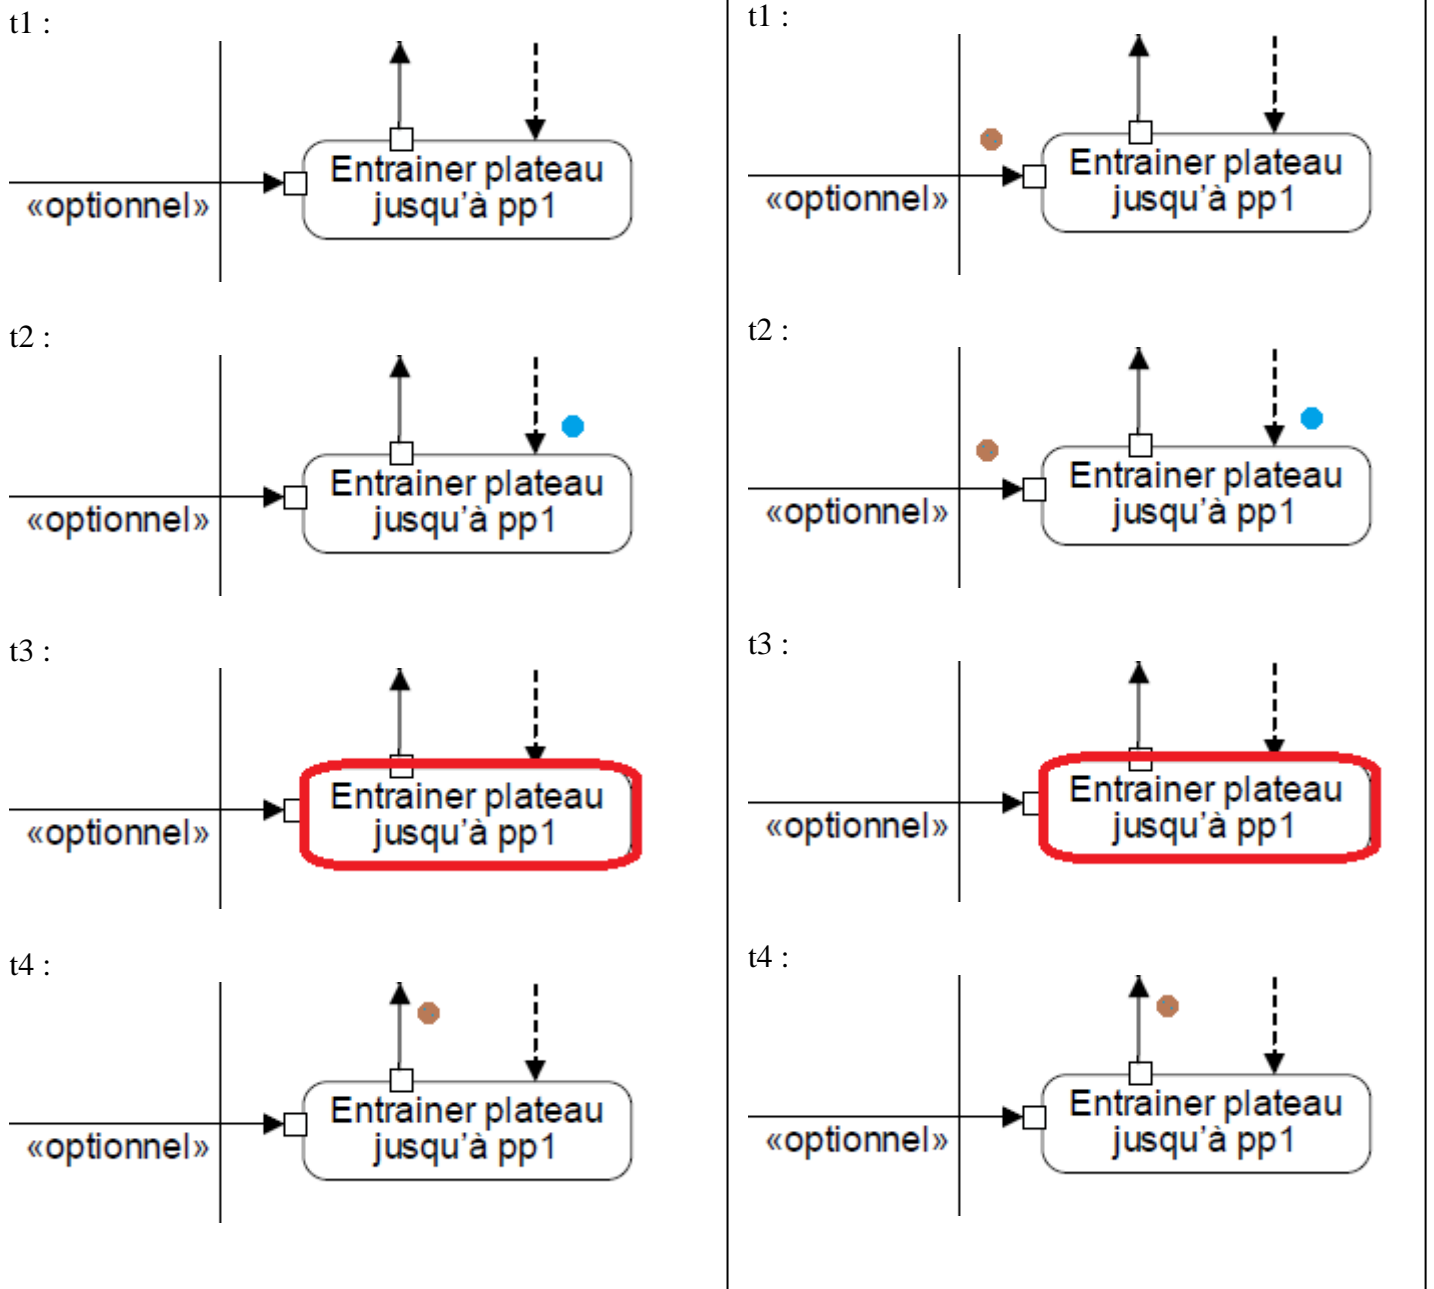 t1 :
Entrainer plateau
jusqu'à pp1
«optionnel»
t2 :
Entrainer plateau
jusqu'à pp1
«optionnel»
t3 :
Entrainer plateau
jusqu'à pp1
«optionnel»
t4 :
Entrainer plateau
jusqu'à pp1
«optionnel»
t1 :
Entrainer plateau
jusqu'à pp1
«optionnel»
t2 :
Entrainer plateau
jusqu'à pp1
«optionnel»
t3 :
Entrainer plateau
jusqu'à pp1
«optionnel»
t4 :
Entrainer plateau
jusqu'à pp1
«optionnel»